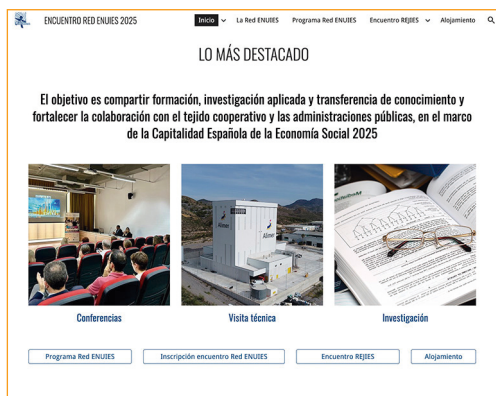 ENCUENTRO RED ENUIES 2025
Inicio La Red ENUIES Programa Red ENUIES Encuentro REJIES Alojamiento
LO MÁS DESTACADO
El objetivo es compartir formación, investigación aplicada y transferencia de conocimiento y
fortalecer la colaboración con el tejido cooperativo y las administraciones públicas, en el marco
de la Capitalidad Española de la Economía Social 2025
Conferencias Visita técnica Investigación
Programa Red ENUIES Inscripción encuentro Red ENUIES Encuentro REJIES Alojamiento